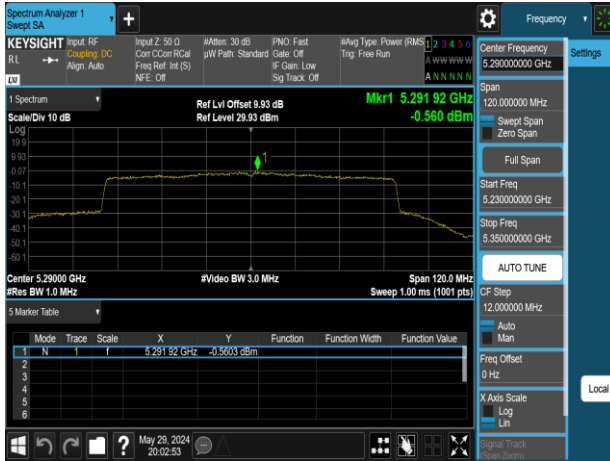 Spectrum Analyzer 1
Swept SA
+
Frequency
KEYSIGHT
RL
Input: RF
Coupling: DC
Align: Auto
Input Z: 50 Ω
Corr CCorr RCal
Freq Ref: Int (S)
NFE: Off
#Atten: 30 dB
µW Path: Standard
PNO: Fast
Gate: Off
IF Gain: Low
Sig Track: Off
#Avg Type: Power (RMS
Trig: Free Run
1 2 3 4 5 6
A W W W W W
A N N N N N
LXI
1 Spectrum
Scale/Div 10 dB
Ref Lvl Offset 9.93 dB
Ref Level 29.93 dBm
Mkr1 5.291 92 GHz
-0.560 dBm
Log
19.9
9.93
-0.07
-10.1
-20.1
-30.1
-40.1
-50.1
-60.1
1
Center 5.29000 GHz
#Res BW 1.0 MHz
#Video BW 3.0 MHz
Span 120.0 MHz
Sweep 1.00 ms (1001 pts)
5 Marker Table
Mode Trace Scale X Y Function Function Width Function Value
1 N 1 f 5.291 92 GHz -0.5603 dBm
2
3
4
5
6
May 29, 2024
20:02:53
?
Center Frequency
5.290000000 GHz
Span
120.000000 MHz
Swept Span
Zero Span
Full Span
Start Freq
5.230000000 GHz
Stop Freq
5.350000000 GHz
AUTO TUNE
CF Step
12.000000 MHz
Auto
Man
Freq Offset
0 Hz
X Axis Scale
Log
Lin
Signal Track
(Span Zoom)
Settings
Local